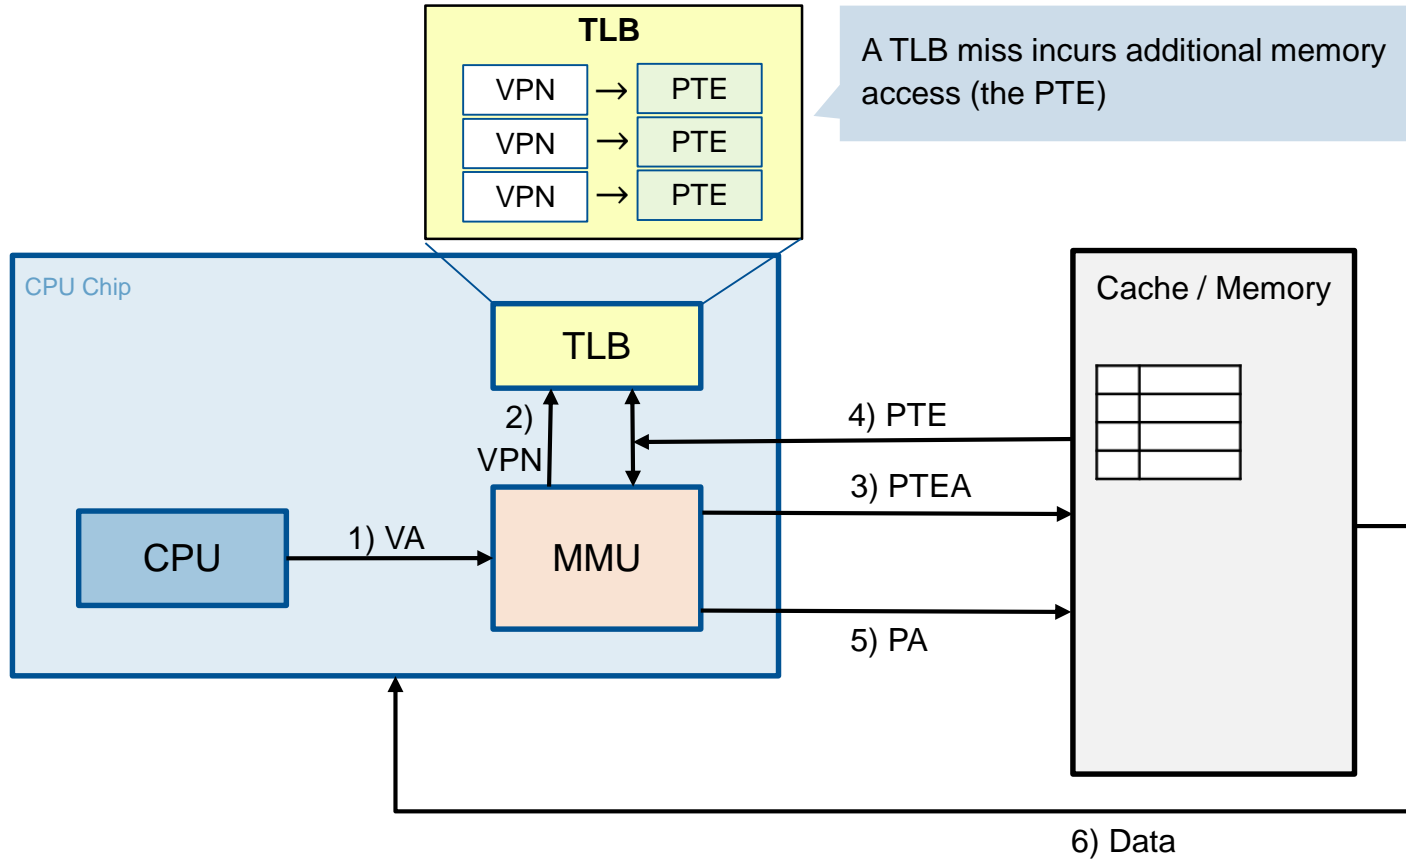 TLB
VPN → PTE
VPN → PTE
VPN → PTE
A TLB miss incurs additional memory
access (the PTE)
CPU Chip
TLB
2)
VPN
CPU
1) VA
MMU
4) PTE
3) PTEA
5) PA
Cache / Memory
6) Data